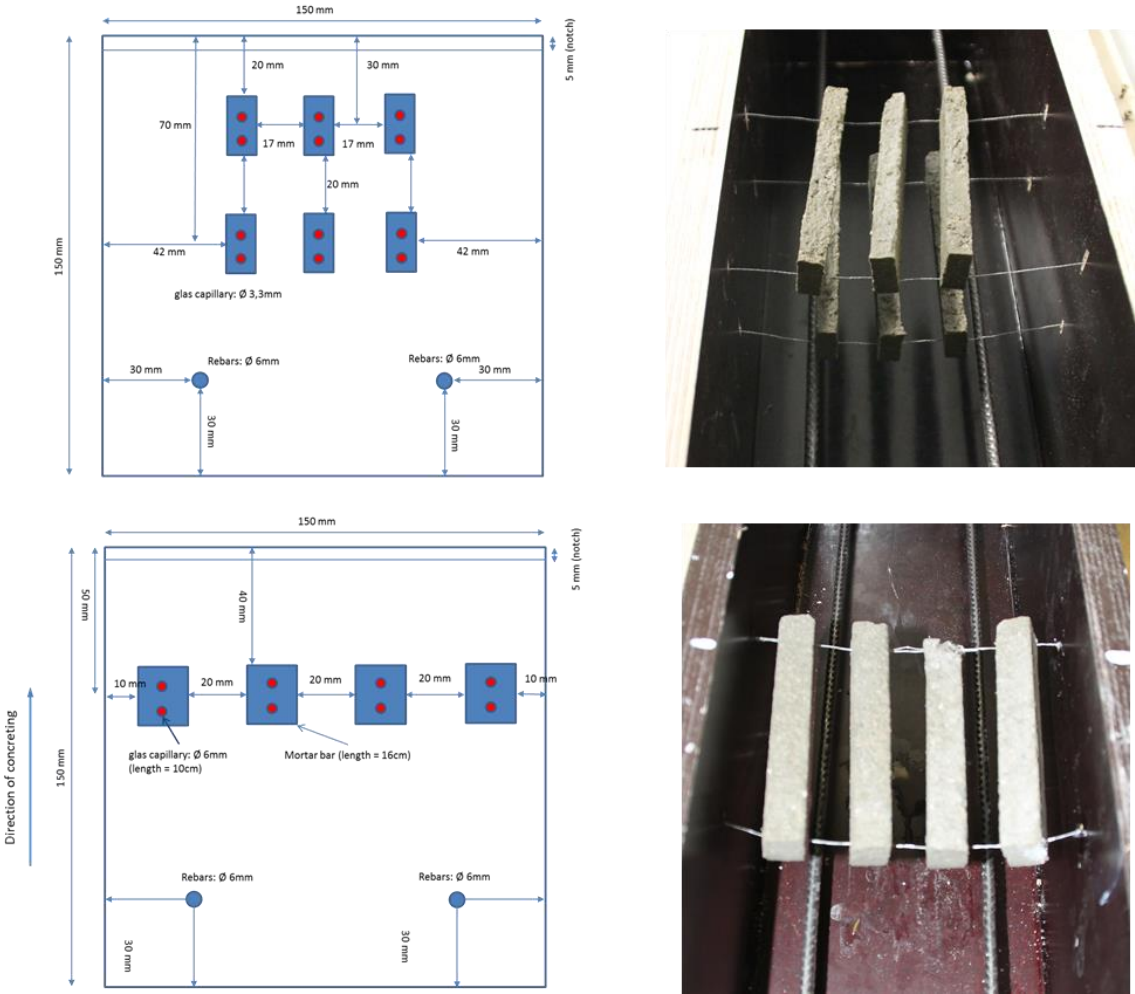 150 mm
5 mm (notch)
20 mm
30 mm
70 mm
17 mm
17 mm
20 mm
150 mm
42 mm
42 mm
glas capillary: Ø 3,3mm
Rebars: Ø 6mm
Rebars: Ø 6mm
30 mm
30 mm
30 mm
30 mm
150 mm
5 mm (notch)
50 mm
40 mm
10 mm
20 mm
20 mm
20 mm
10 mm
glas capillary: Ø 6mm
(length = 10cm)
Mortar bar (length = 16cm)
Direction of concreting
150 mm
Rebars: Ø 6mm
Rebars: Ø 6mm
30 mm
30 mm